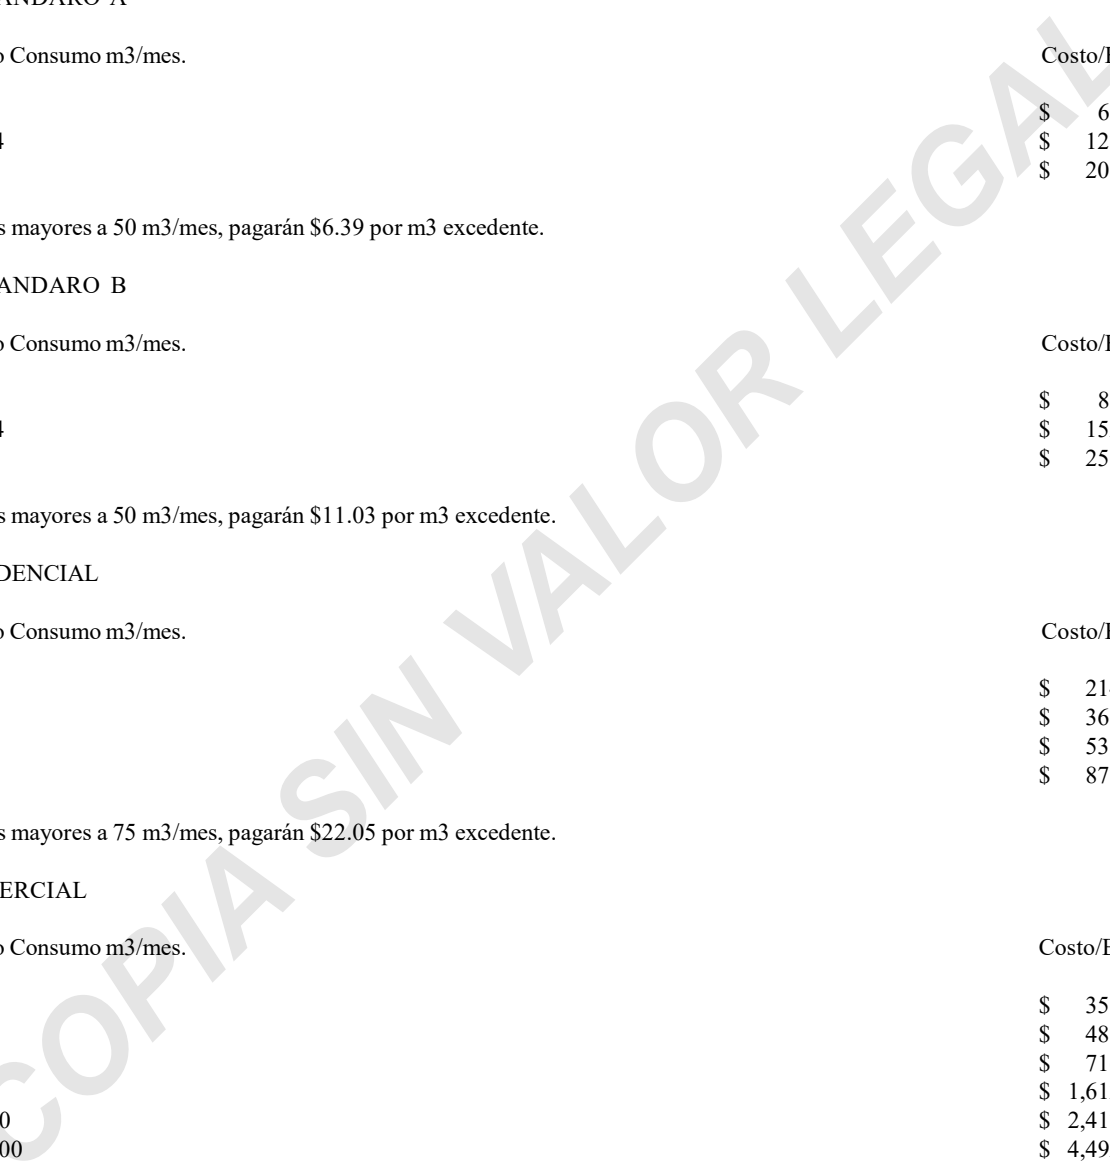 ANDARO A
o Consumo m3/mes. Costo/
$ 6
4 $ 12
$ 20
s mayores a 50 m3/mes, pagarán $6.39 por m3 excedente.
ANDARO B
o Consumo m3/mes. Costo/
$ 8
4 $ 15
$ 25
s mayores a 50 m3/mes, pagarán $11.03 por m3 excedente.
DENCIAL
o Consumo m3/mes. Costo/
$ 21
$ 36
$ 53
$ 87
s mayores a 75 m3/mes, pagarán $22.05 por m3 excedente.
ERCIAL
o Consumo m3/mes. Costo/
$ 35
$ 48
$ 71
$ 1,61
0 $ 2,41
00 $ 4,49
COPIA SIN VALOR LEGAL